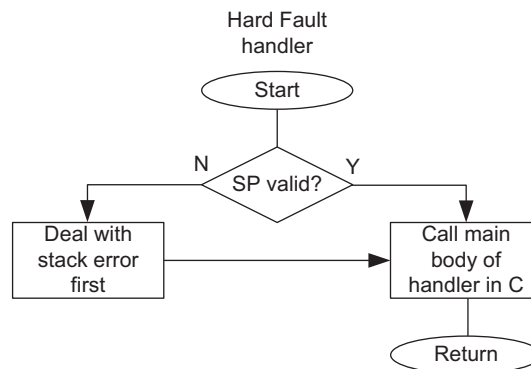 Hard Fault
handler
Start
N
Y
SP valid?
Deal with
stack error
first
Call main
body of
handler in C
Return